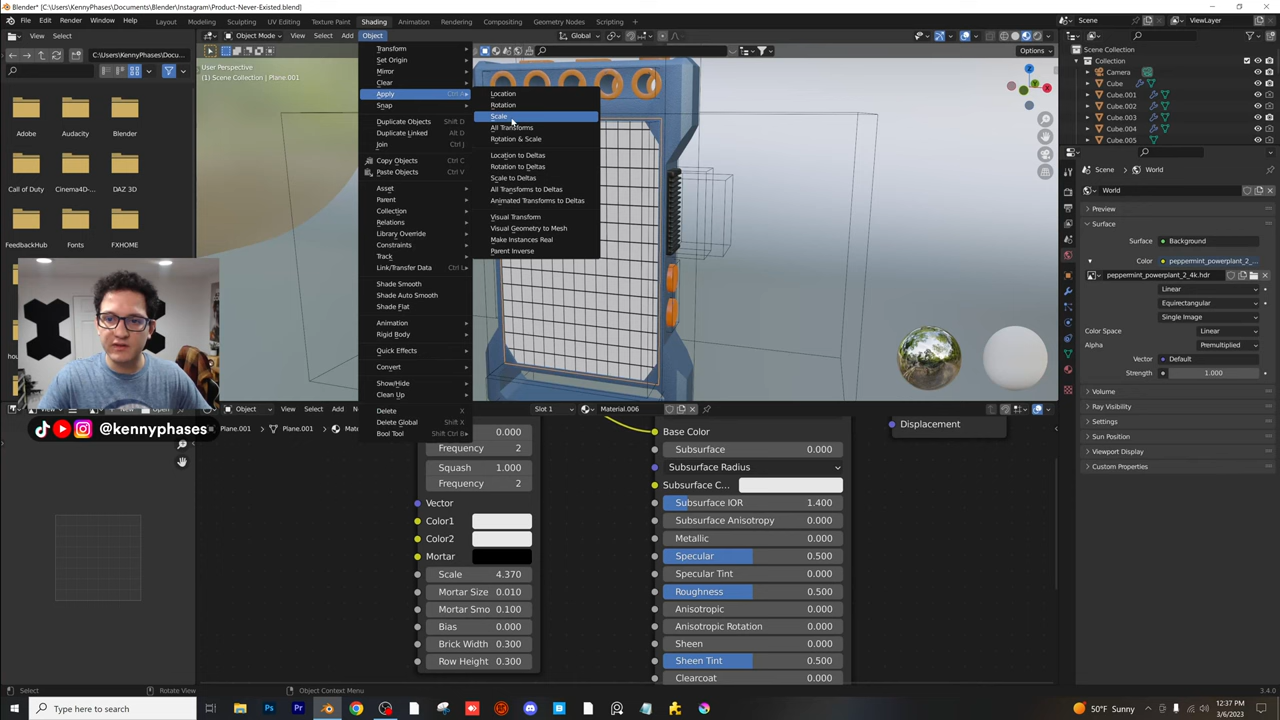 Blender* [C:\Users\KennyPhases\Documents\Blender\Instagram\Product-Never-Existed.blend]
File Edit Render Window Help Layout Modeling Sculpting UV Editing Texture Paint Shading Animation Rendering Compositing Geometry Nodes Scripting Scene ViewLayer
View Select Object Mode View Select Add Object Global Options
C:\Users\KennyPhases\Docu...
User Perspective
(1) Scene Collection | Plane.001
Adobe Audacity Blender
Call of Duty Cinema4D-... DAZ 3D
FeedbackHub Fonts FXHOME
Transform
Set Origin
Mirror
Clear
Apply Ctrl A
Snap
Duplicate Objects Shift D
Duplicate Linked Alt D
Join Ctrl J
Copy Objects Ctrl C
Paste Objects Ctrl V
Asset
Parent
Collection
Relations
Library Override
Constraints
Track
Link/Transfer Data Ctrl L
Shade Smooth
Shade Auto Smooth
Shade Flat
Animation
Rigid Body
Quick Effects
Convert
Show/Hide
Clean Up
Delete X
Delete Global Shift X
Bool Tool Shift Ctrl B
Location
Rotation
Scale
All Transforms
Rotation & Scale
Location to Deltas
Rotation to Deltas
Scale to Deltas
All Transforms to Deltas
Animated Transforms to Deltas
Visual Transform
Visual Geometry to Mesh
Make Instances Real
Parent Inverse
Scene Collection
Collection
Camera
Cube
Cube.001
Cube.002
Cube.003
Cube.004
Cube.005
Scene World
World
Preview
Surface
Surface Background
Color peppermint_powerplant_2_...
peppermint_powerplant_2_4k.hdr
Linear
Equirectangular
Single Image
Color Space Linear
Alpha Premultiplied
Vector Default
Strength 1.000
Volume
Ray Visibility
Settings
Sun Position
Viewport Display
Custom Properties
Object View Select Add Slot 1 Material.006
@kennyphases
Plane.001 Plane.001
0.000
Frequency 2
Squash 1.000
Frequency 2
Vector
Color1
Color2
Mortar
Scale 4.370
Mortar Size 0.010
Mortar Smo 0.100
Bias 0.000
Brick Width 0.300
Row Height 0.300
Base Color
Subsurface 0.000
Subsurface Radius
Subsurface C...
Subsurface IOR 1.400
Subsurface Anisotropy 0.000
Metallic 0.000
Specular 0.500
Specular Tint 0.000
Roughness 0.500
Anisotropic 0.000
Anisotropic Rotation 0.000
Sheen 0.000
Sheen Tint 0.500
Clearcoat 0.000
Displacement
Select Rotate View Object Context Menu 3.4.0
Type here to search 50°F Sunny 12:37 PM
3/6/2023